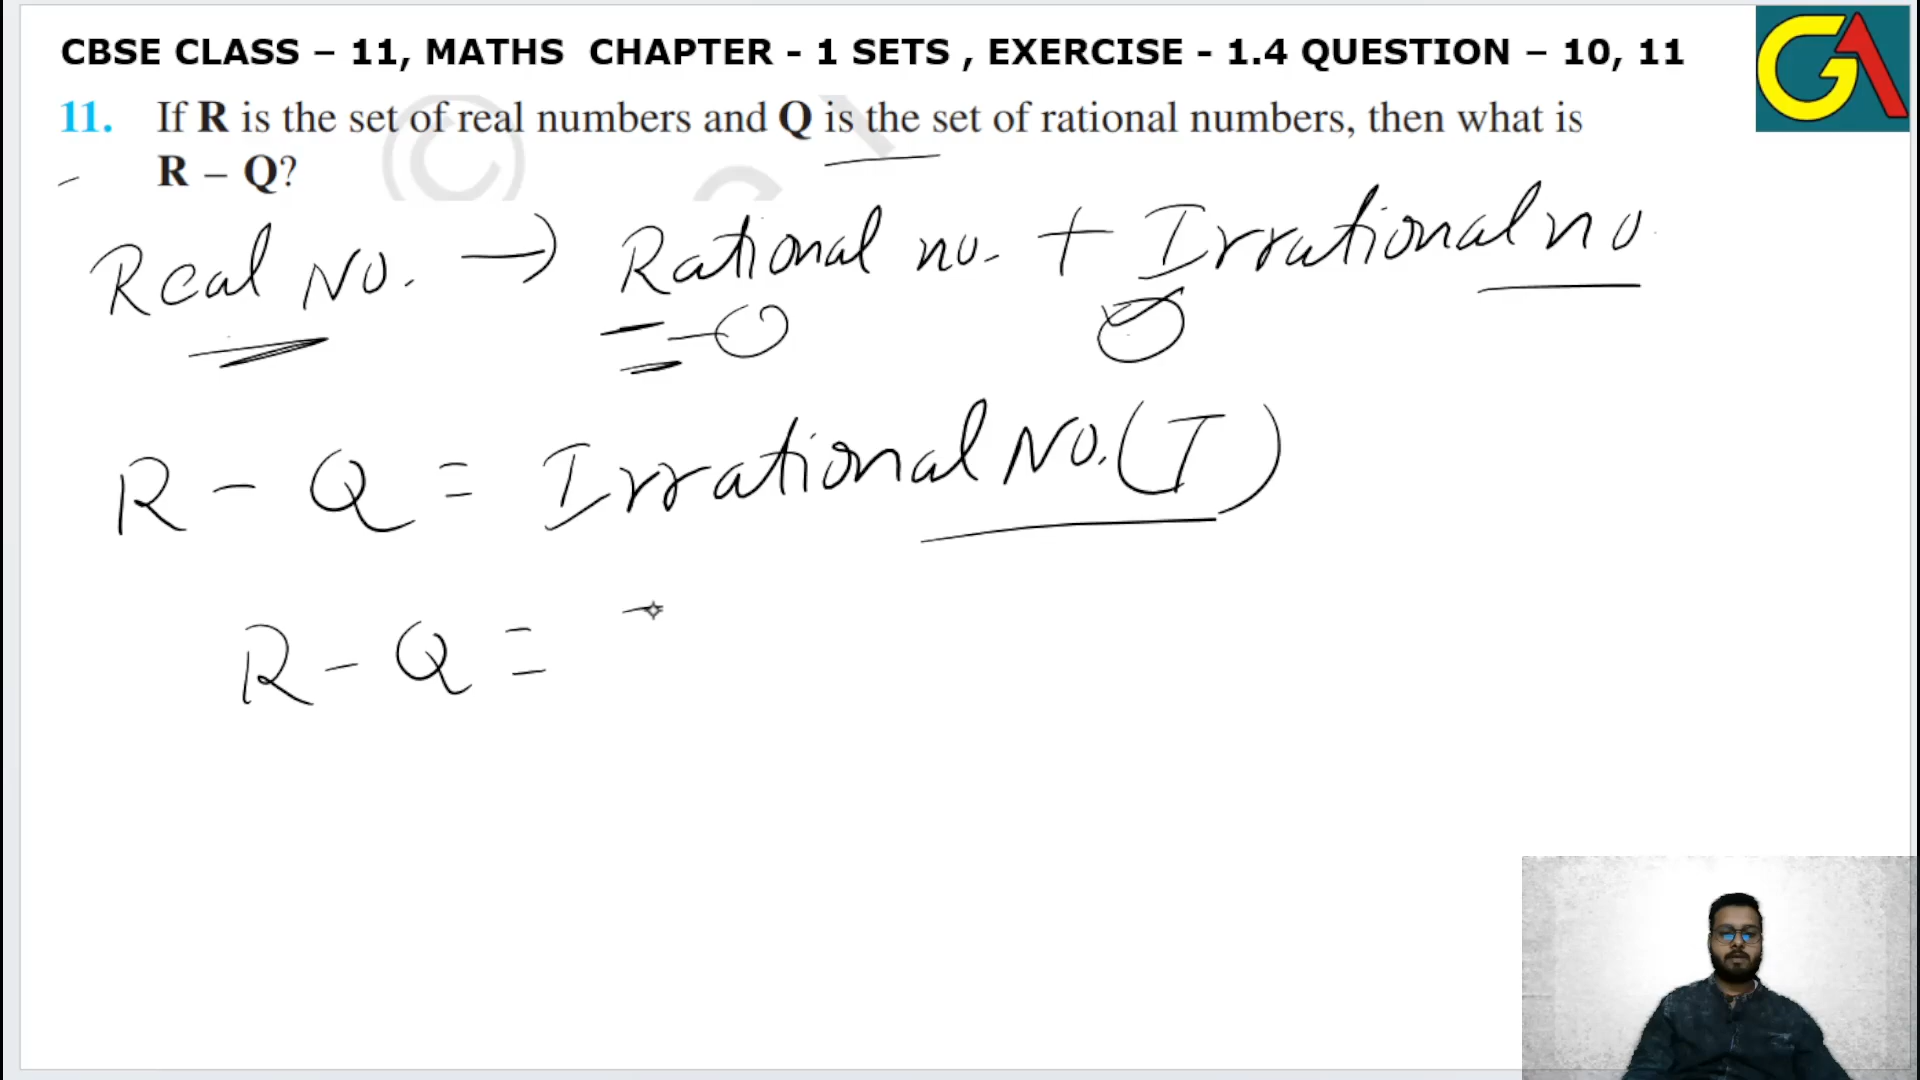 CBSE CLASS – 11, MATHS CHAPTER - 1 SETS , EXERCISE - 1.4 QUESTION – 10, 11
GA
11. If R is the set of real numbers and Q is the set of rational numbers, then what is
R – Q?
Real No. → Rational no. + Irrational no.
R - Q = Irrational No. (T)
R - Q =